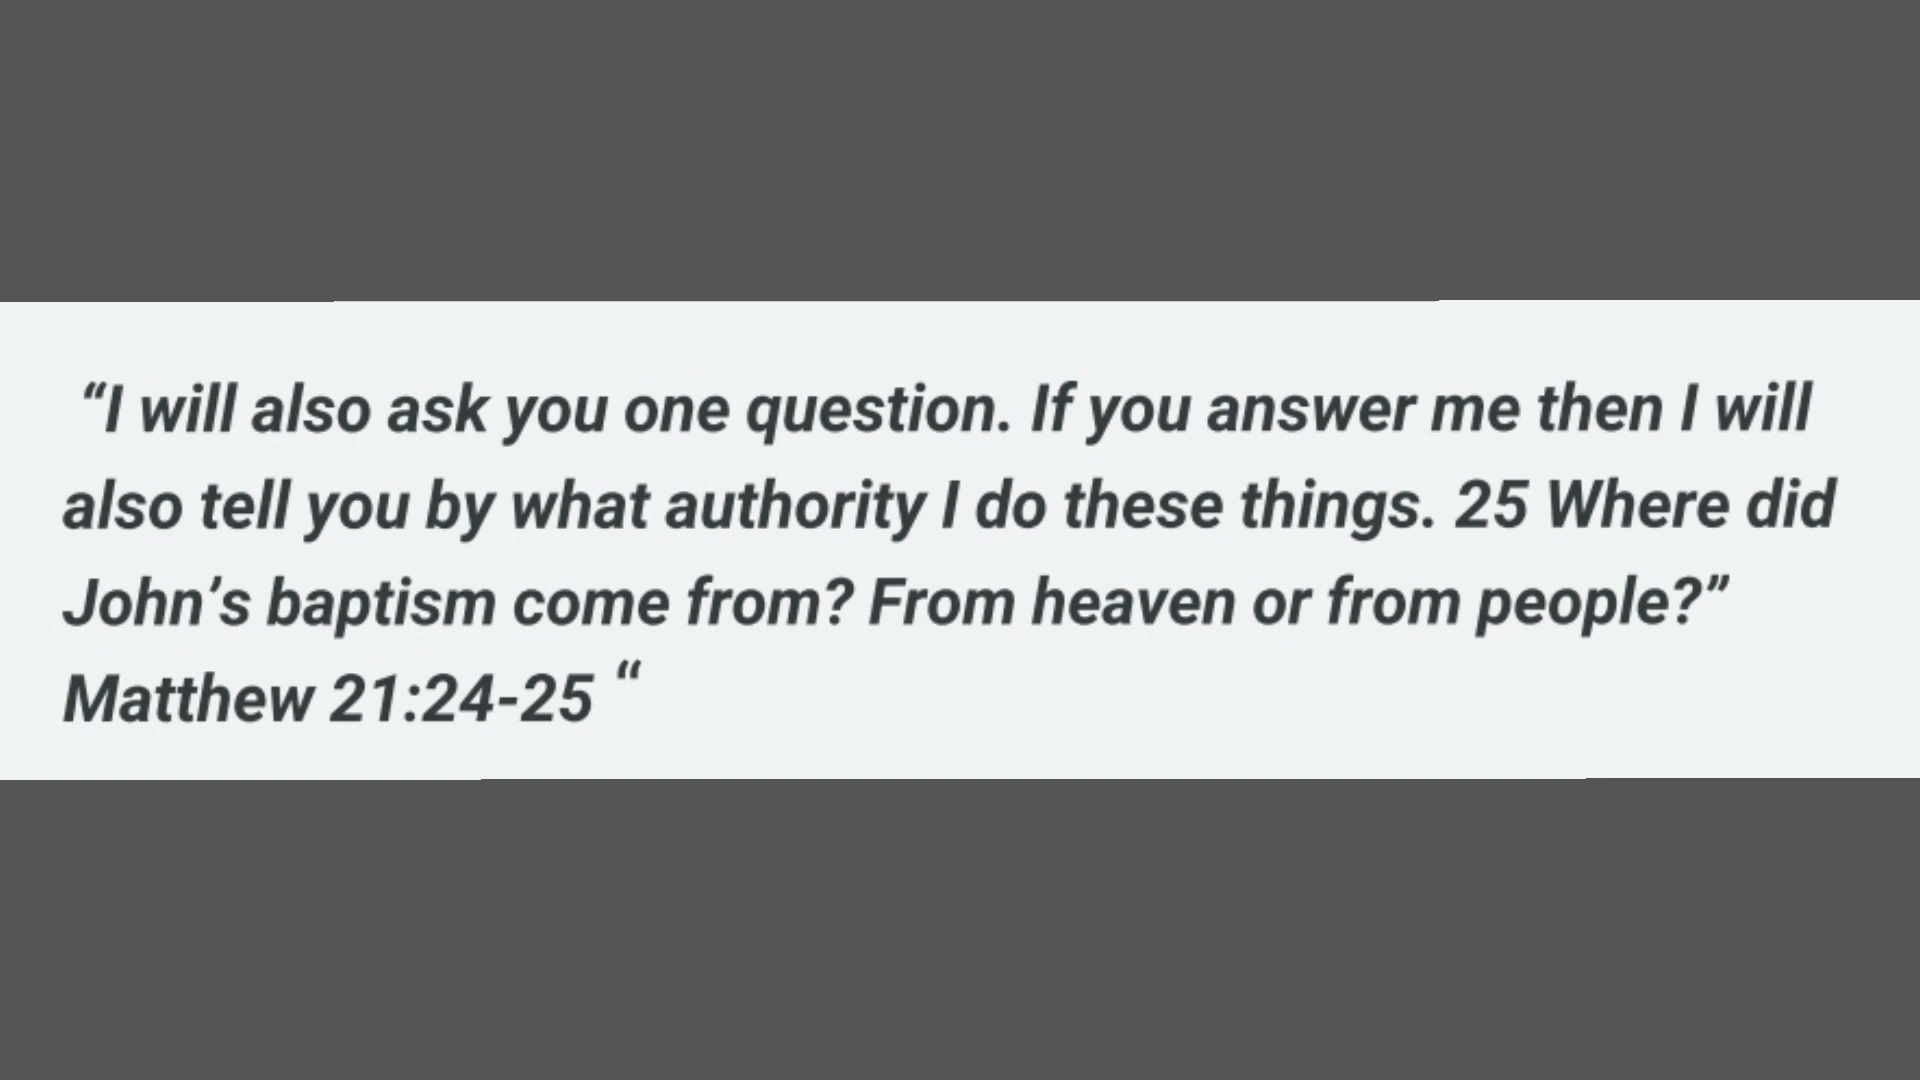 “I will also ask you one question. If you answer me then I will
also tell you by what authority I do these things. 25 Where did
John’s baptism come from? From heaven or from people?”
Matthew 21:24-25 “